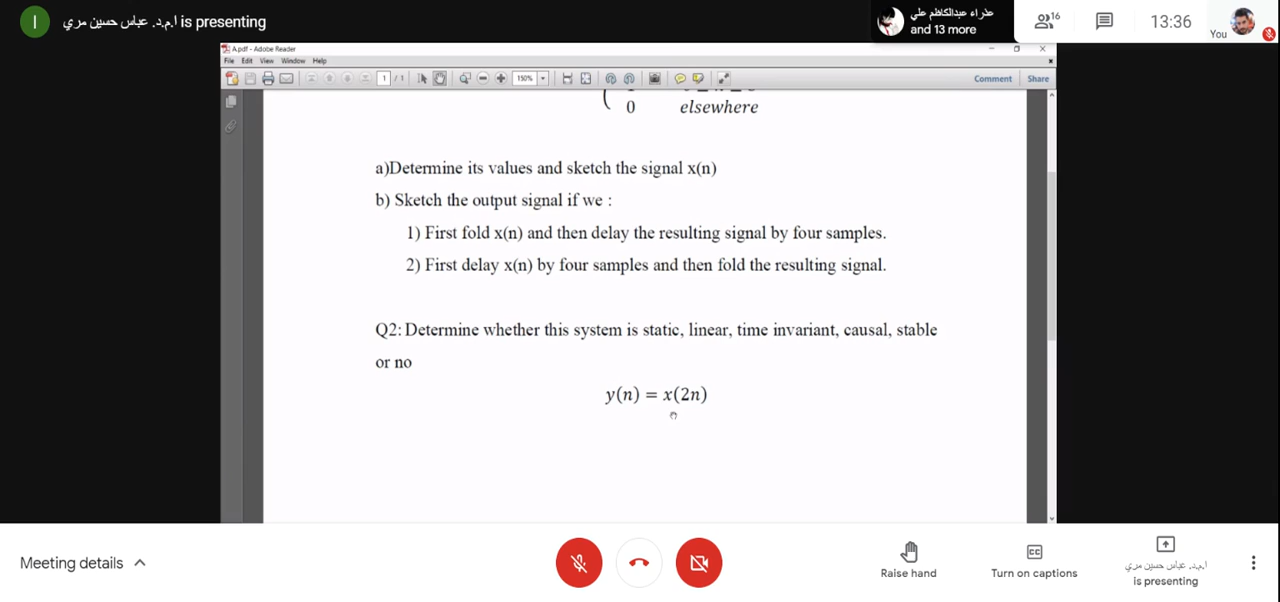 ا.م.د. عباس حسين مري is presenting
عذراء عبدالكاظم علي
and 13 more
16
13:36
You
A.pdf - Adobe Reader
File Edit View Window Help
1 / 1
150%
Comment
Share
0 elsewhere
a)Determine its values and sketch the signal x(n)
b) Sketch the output signal if we :
1) First fold x(n) and then delay the resulting signal by four samples.
2) First delay x(n) by four samples and then fold the resulting signal.
Q2: Determine whether this system is static, linear, time invariant, causal, stable
or no
y(n) = x(2n)
Meeting details
Raise hand
Turn on captions
ا.م.د. عباس حسين مري
is presenting